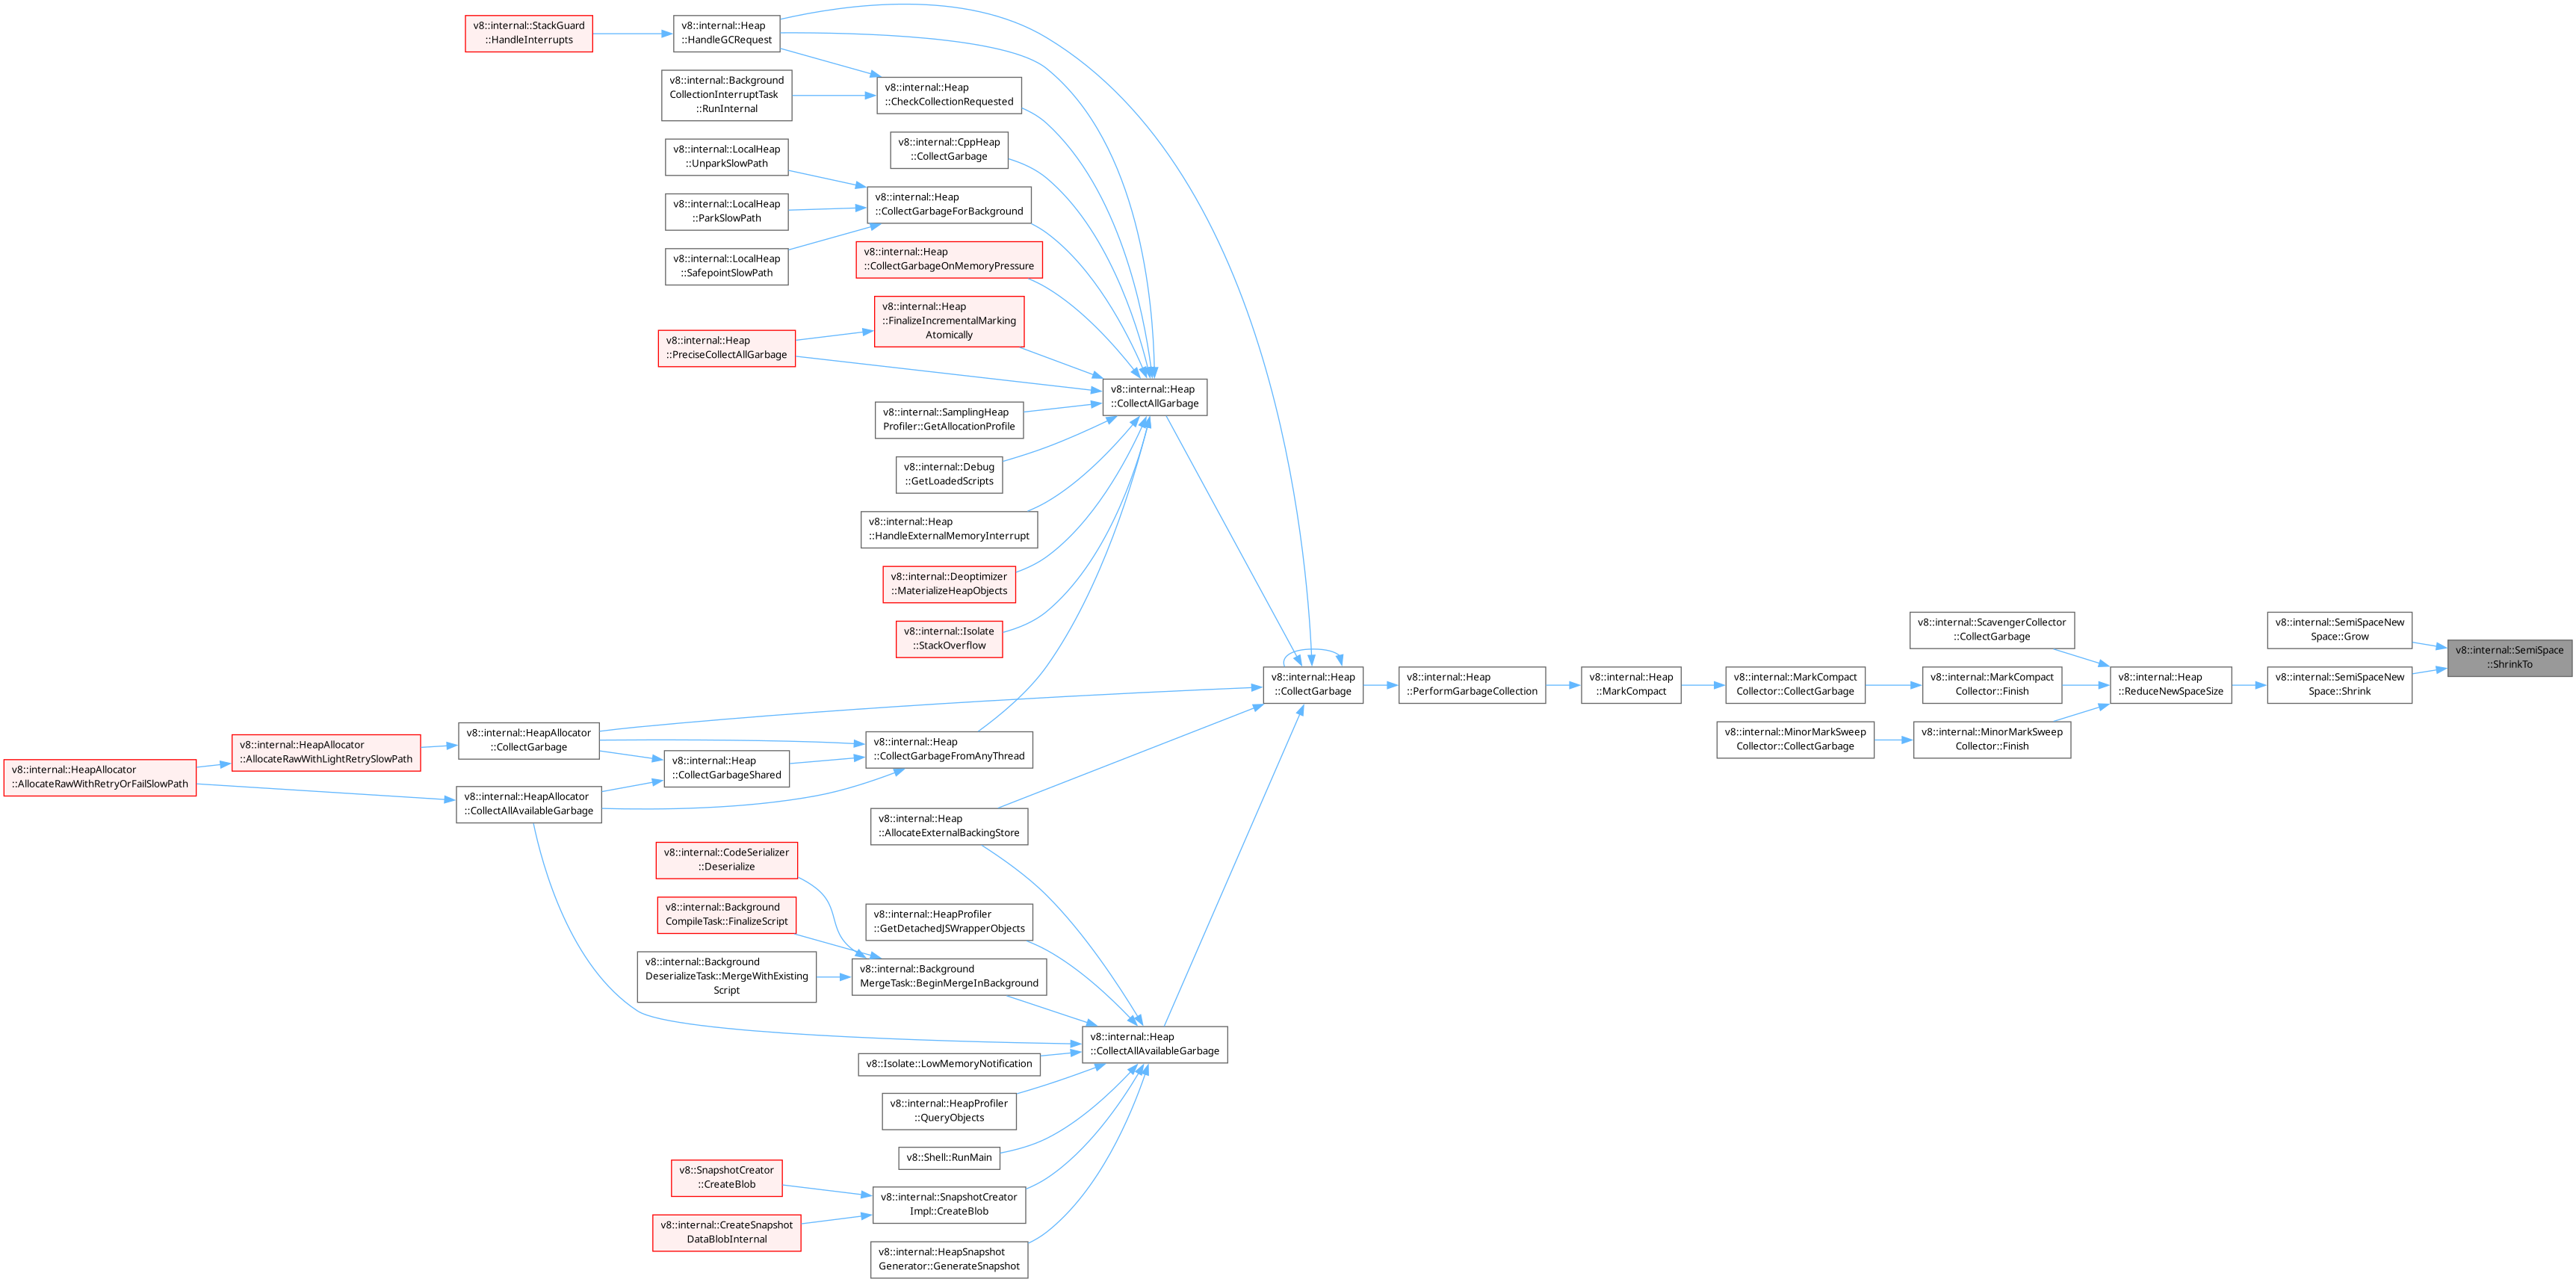 v8::internal::StackGuard
::HandleInterrupts
v8::internal::Heap
::HandleGCRequest
v8::internal::Background
CollectionInterruptTask
::RunInternal
v8::internal::Heap
::CheckCollectionRequested
v8::internal::CppHeap
::CollectGarbage
v8::internal::LocalHeap
::UnparkSlowPath
v8::internal::LocalHeap
::ParkSlowPath
v8::internal::LocalHeap
::SafepointSlowPath
v8::internal::Heap
::CollectGarbageForBackground
v8::internal::Heap
::CollectGarbageOnMemoryPressure
v8::internal::Heap
::FinalizeIncrementalMarking
Atomically
v8::internal::Heap
::PreciseCollectAllGarbage
v8::internal::Heap
::CollectAllGarbage
v8::internal::SamplingHeap
Profiler::GetAllocationProfile
v8::internal::Debug
::GetLoadedScripts
v8::internal::Heap
::HandleExternalMemoryInterrupt
v8::internal::Deoptimizer
::MaterializeHeapObjects
v8::internal::Isolate
::StackOverflow
v8::internal::Heap
::CollectGarbage
v8::internal::Heap
::PerformGarbageCollection
v8::internal::Heap
::MarkCompact
v8::internal::MarkCompact
Collector::CollectGarbage
v8::internal::ScavengerCollector
::CollectGarbage
v8::internal::MarkCompact
Collector::Finish
v8::internal::MinorMarkSweep
Collector::CollectGarbage
v8::internal::MinorMarkSweep
Collector::Finish
v8::internal::Heap
::ReduceNewSpaceSize
v8::internal::SemiSpaceNew
Space::Grow
v8::internal::SemiSpaceNew
Space::Shrink
v8::internal::SemiSpace
::ShrinkTo
v8::internal::HeapAllocator
::AllocateRawWithRetryOrFailSlowPath
v8::internal::HeapAllocator
::AllocateRawWithLightRetrySlowPath
v8::internal::HeapAllocator
::CollectGarbage
v8::internal::HeapAllocator
::CollectAllAvailableGarbage
v8::internal::Heap
::CollectGarbageShared
v8::internal::Heap
::CollectGarbageFromAnyThread
v8::internal::Heap
::AllocateExternalBackingStore
v8::internal::CodeSerializer
::Deserialize
v8::internal::Background
CompileTask::FinalizeScript
v8::internal::Background
DeserializeTask::MergeWithExisting
Script
v8::internal::HeapProfiler
::GetDetachedJSWrapperObjects
v8::internal::Background
MergeTask::BeginMergeInBackground
v8::internal::Heap
::CollectAllAvailableGarbage
v8::Isolate::LowMemoryNotification
v8::internal::HeapProfiler
::QueryObjects
v8::Shell::RunMain
v8::SnapshotCreator
::CreateBlob
v8::internal::CreateSnapshot
DataBlobInternal
v8::internal::SnapshotCreator
Impl::CreateBlob
v8::internal::HeapSnapshot
Generator::GenerateSnapshot